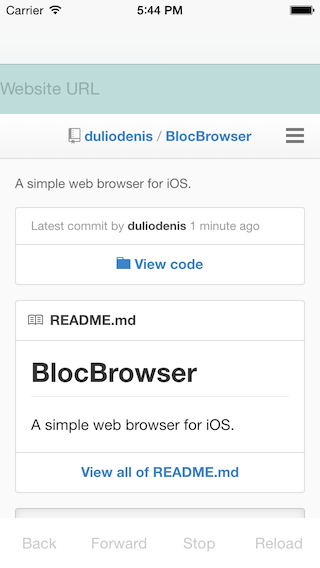 Carrier 5:44 PM
Website URL
duliodenis / BlocBrowser
A simple web browser for iOS.
Latest commit by duliodenis 1 minute ago
View code
README.md
BlocBrowser
A simple web browser for iOS.
View all of README.md
Back Forward Stop Reload